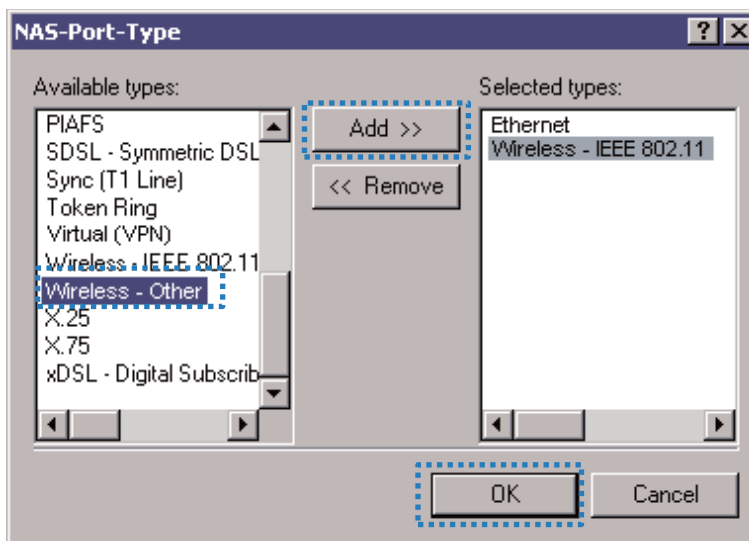 NAS-Port-Type
Available types:
PIAFS
SDSL - Symmetric DSL
Sync (T1 Line)
Token Ring
Virtual (VPN)
Wireless - IEEE 802.11
Wireless - Other
X.25
X.75
xDSL - Digital Subscrib
Add >>
<< Remove
Selected types:
Ethernet
Wireless - IEEE 802.11
OK
Cancel